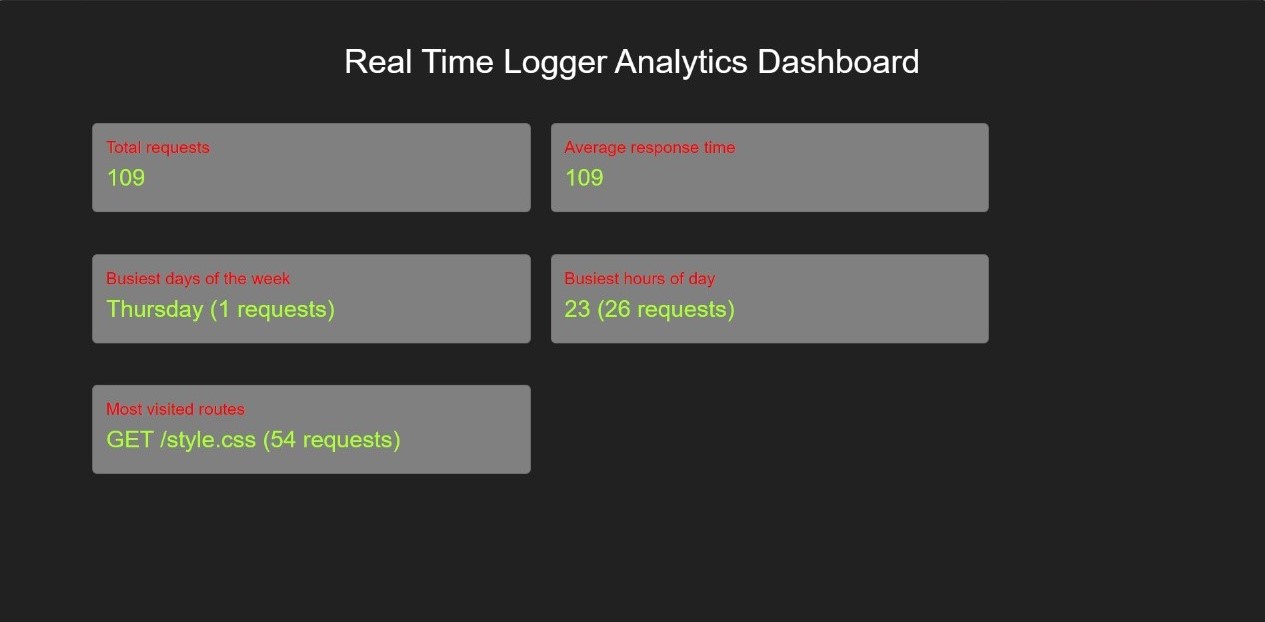 Real Time Logger Analytics Dashboard
Total requests
109
Average response time
109
Busiest days of the week
Thursday (1 requests)
Busiest hours of day
23 (26 requests)
Most visited routes
GET /style.css (54 requests)